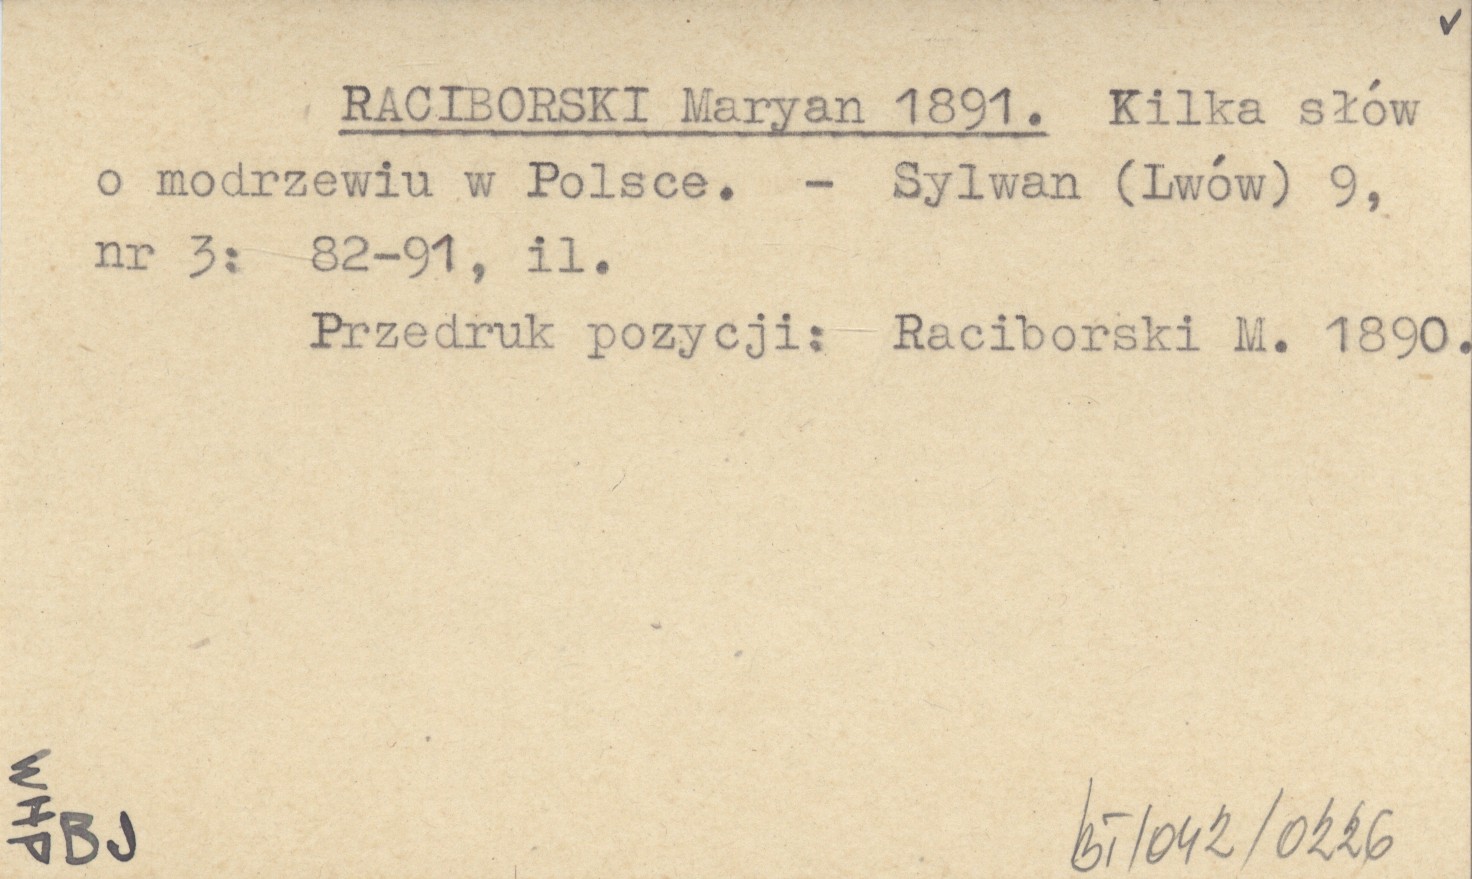 RACIBORSKI Maryan 1891. Kilka słów
o modrzewiu w Polsce. - Sylwan (Lwów) 9,
nr 3: 82-91, il.
Przedruk pozycji: Raciborski M. 1890.
BJ
BI/042/0226